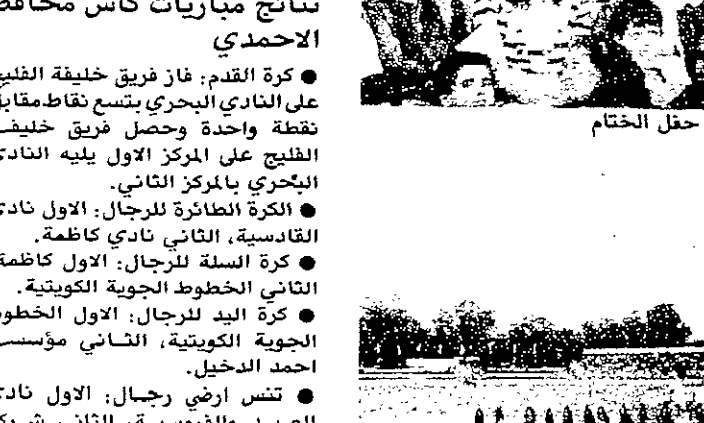 نتائج مباريات كأس محافظ
الاحمدي
● كرة القدم: فاز فريق خليفة الفليج
على النادي البحري بتسع نقاط مقابل
نقطة واحدة وحصل فريق خليفة
الفليج على المركز الاول يليه النادي
البحري بالمركز الثاني.
● الكرة الطائرة للرجال: الاول نادي
القادسية، الثاني نادي كاظمة.
● كرة السلة للرجال: الاول كاظمة
الثاني الخطوط الجوية الكويتية.
● كرة اليد للرجال: الاول الخطوط
الجوية الكويتية، الثاني مؤسسة
احمد الدخيل.
● تنس ارضي رجال: الاول نادي
حفل الختام